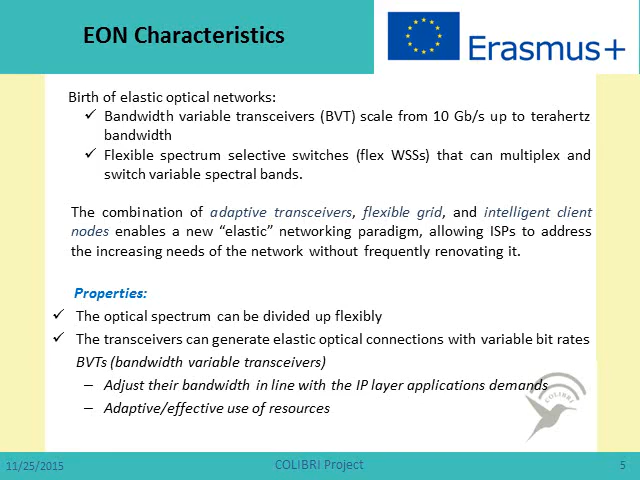 EON Characteristics
Erasmus+
Birth of elastic optical networks:
✓ Bandwidth variable transceivers (BVT) scale from 10 Gb/s up to terahertz
bandwidth
✓ Flexible spectrum selective switches (flex WSSs) that can multiplex and
switch variable spectral bands.
The combination of adaptive transceivers, flexible grid, and intelligent client
nodes enables a new “elastic” networking paradigm, allowing ISPs to address
the increasing needs of the network without frequently renovating it.
Properties:
✓ The optical spectrum can be divided up flexibly
✓ The transceivers can generate elastic optical connections with variable bit rates
BVTs (bandwidth variable transceivers)
– Adjust their bandwidth in line with the IP layer applications demands
– Adaptive/effective use of resources
COLIBRI
11/25/2015
COLIBRI Project
5